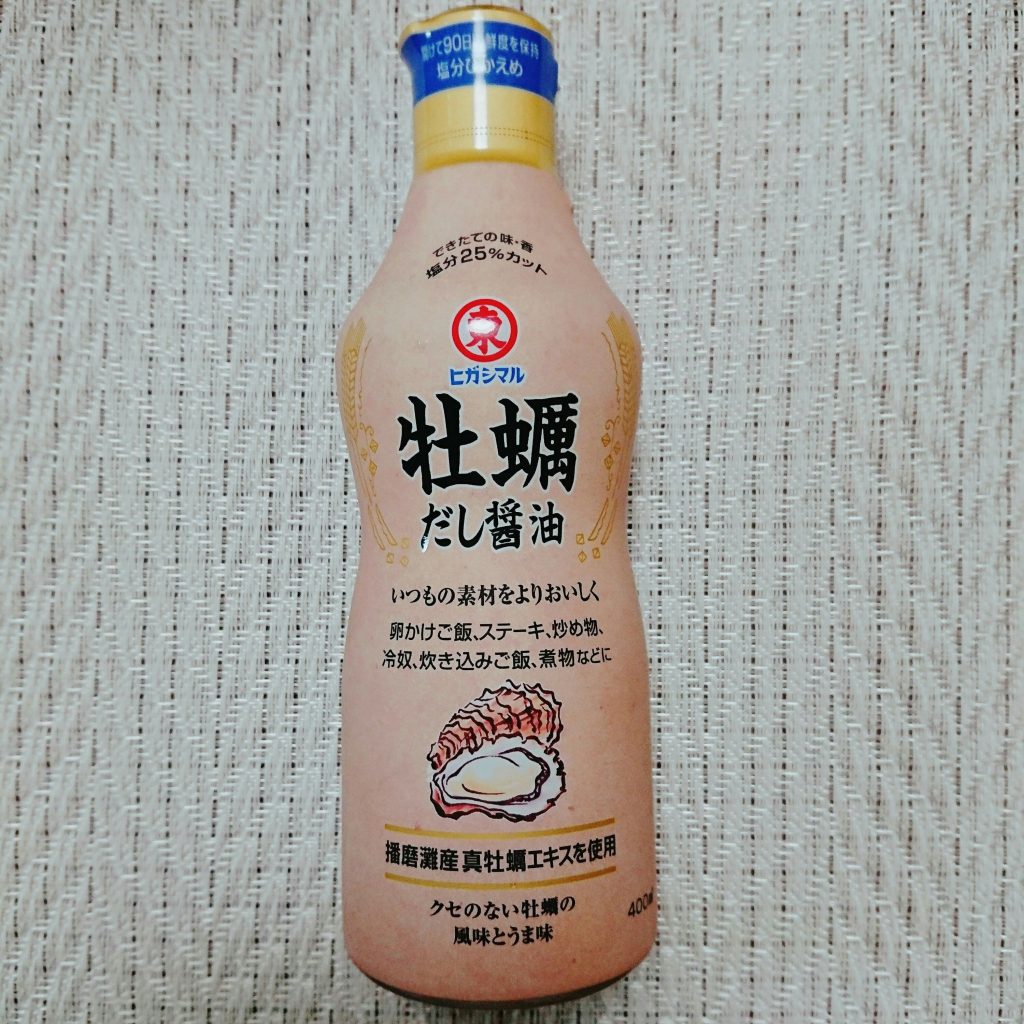 開けて90日 鮮度を保持
塩分ひかえめ
できたての味・香
塩分25%カット
東
ヒガシマル
牡蠣
だし醤油
いつもの素材をよりおいしく
卵かけご飯、ステーキ、炒め物、
冷奴、炊き込みご飯、煮物などに
播磨灘産真牡蠣エキスを使用
クセのない牡蠣の
風味とうま味
400ml